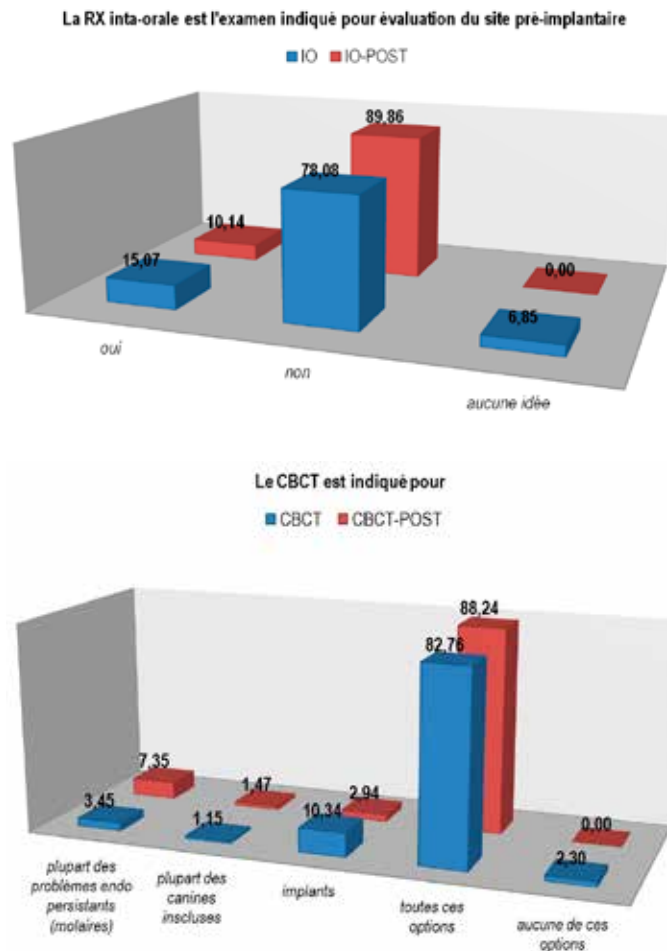 La RX inta-orale est l'examen indiqué pour évaluation du site pré-implantaire
IO IO-POST
89,86
78,08
10,14
15,07
0,00
6,85
oui
non
aucune idée
Le CBCT est indiqué pour
CBCT CBCT-POST
88,24
82,76
7,35
1,47
2,94
3,45
1,15
10,34
0,00
2,30
plupart des
problèmes endo
persistants
(molaires)
plupart des
canines
inscluses
implants
toutes ces
options
aucune de ces
options